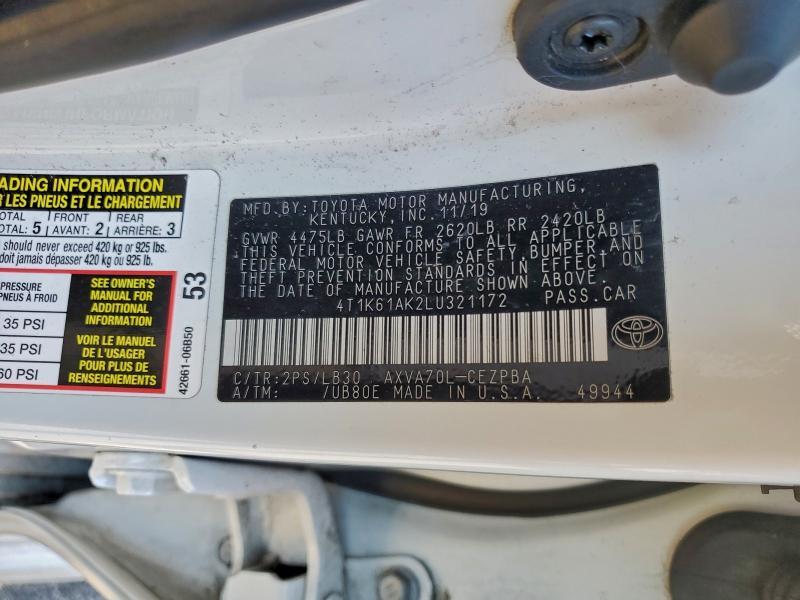 ADING INFORMATION
R LES PNEUS ET LE CHARGEMENT
TOTAL 5 FRONT 2 REAR 3
TOTAL: AVANT: ARRIÈRE:
should never exceed 420 kg or 925 lbs.
doit jamais dépasser 420 kg ou 925 lb.
PRESSURE
PNEUS À FROID
35 PSI
35 PSI
60 PSI
SEE OWNER'S
MANUAL FOR
ADDITIONAL
INFORMATION
VOIR LE MANUEL
DE L'USAGER
POUR PLUS DE
RENSEIGNEMENTS
42661-06B50
53
MFD.BY:TOYOTA MOTOR MANUFACTURING,
KENTUCKY, INC. 11/19
GVWR 4475LB GAWR FR 2620LB RR 2420LB
THIS VEHICLE CONFORMS TO ALL APPLICABLE
FEDERAL MOTOR VEHICLE SAFETY,BUMPER,AND
THEFT PREVENTION STANDARDS IN EFFECT ON
THE DATE OF MANUFACTURE SHOWN ABOVE.
4T1K61AK2LU321172 PASS.CAR
C/TR:2PS/LB30 AXVA70L-CEZPBA
A/TM: /UB80E MADE IN U.S.A. 49944